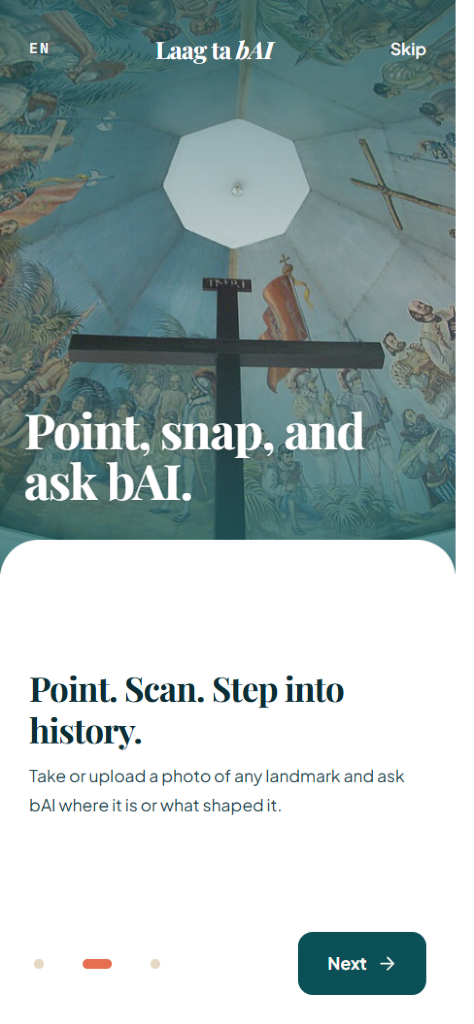 EN
Laag ta bAI
Skip
INRI
Point, snap, and
ask bAI.
Point. Scan. Step into
history.
Take or upload a photo of any landmark and ask
bAI where it is or what shaped it.
Next →